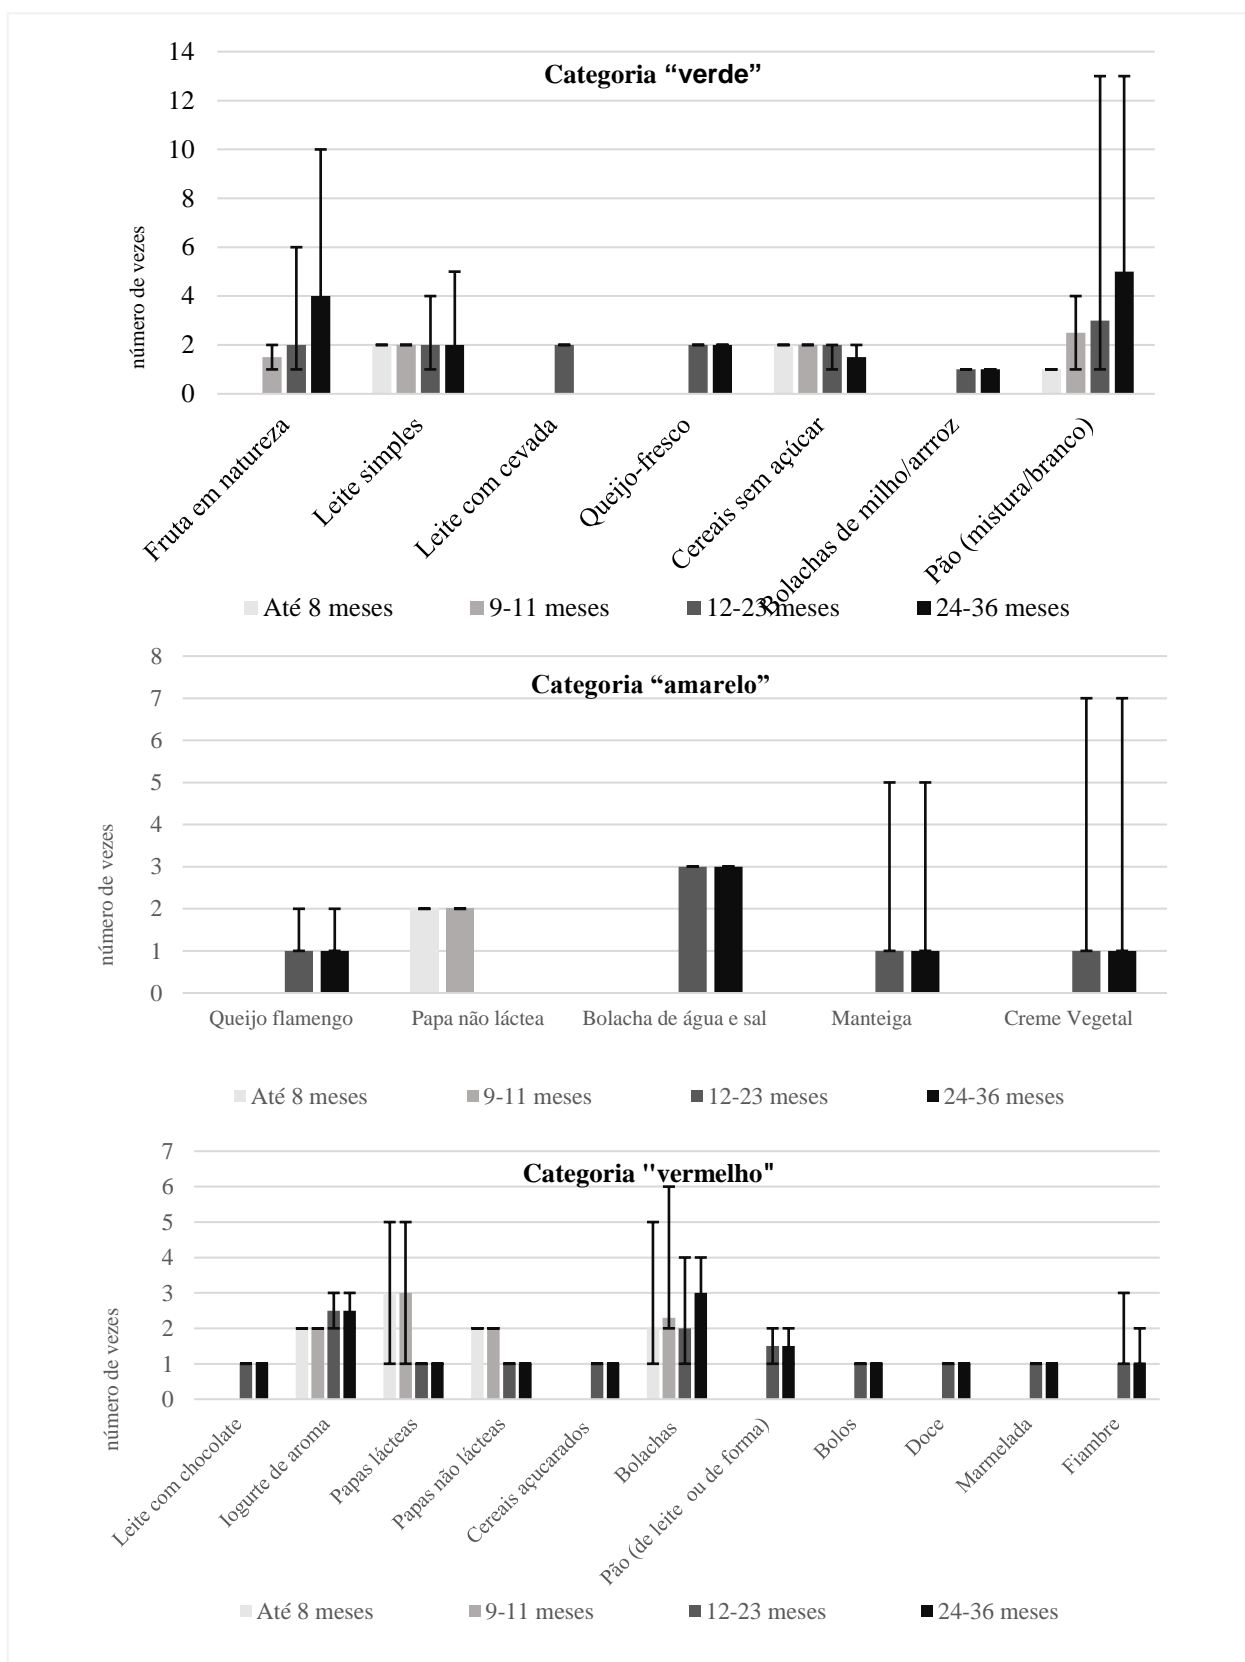 Categoria “verde”
número de vezes
14
12
10
8
6
4
2
0
Fruta em natureza
Leite simples
Leite com cevada
Queijo-fresco
Cereais sem açúcar
Bolachas de milho/arrroz
Pão (mistura/branco)
Até 8 meses
9-11 meses
12-23 meses
24-36 meses
Categoria “amarelo”
número de vezes
8
7
6
5
4
3
2
1
0
Queijo flamengo
Papa não láctea
Bolacha de água e sal
Manteiga
Creme Vegetal
Até 8 meses
9-11 meses
12-23 meses
24-36 meses
Categoria "vermelho"
número de vezes
7
6
5
4
3
2
1
0
Leite com chocolate
Iogurte de aroma
Papas lácteas
Papas não lácteas
Cereais açucarados
Bolachas
Pão (de leite ou de forma)
Bolos
Doce
Marmelada
Fiambre
Até 8 meses
9-11 meses
12-23 meses
24-36 meses